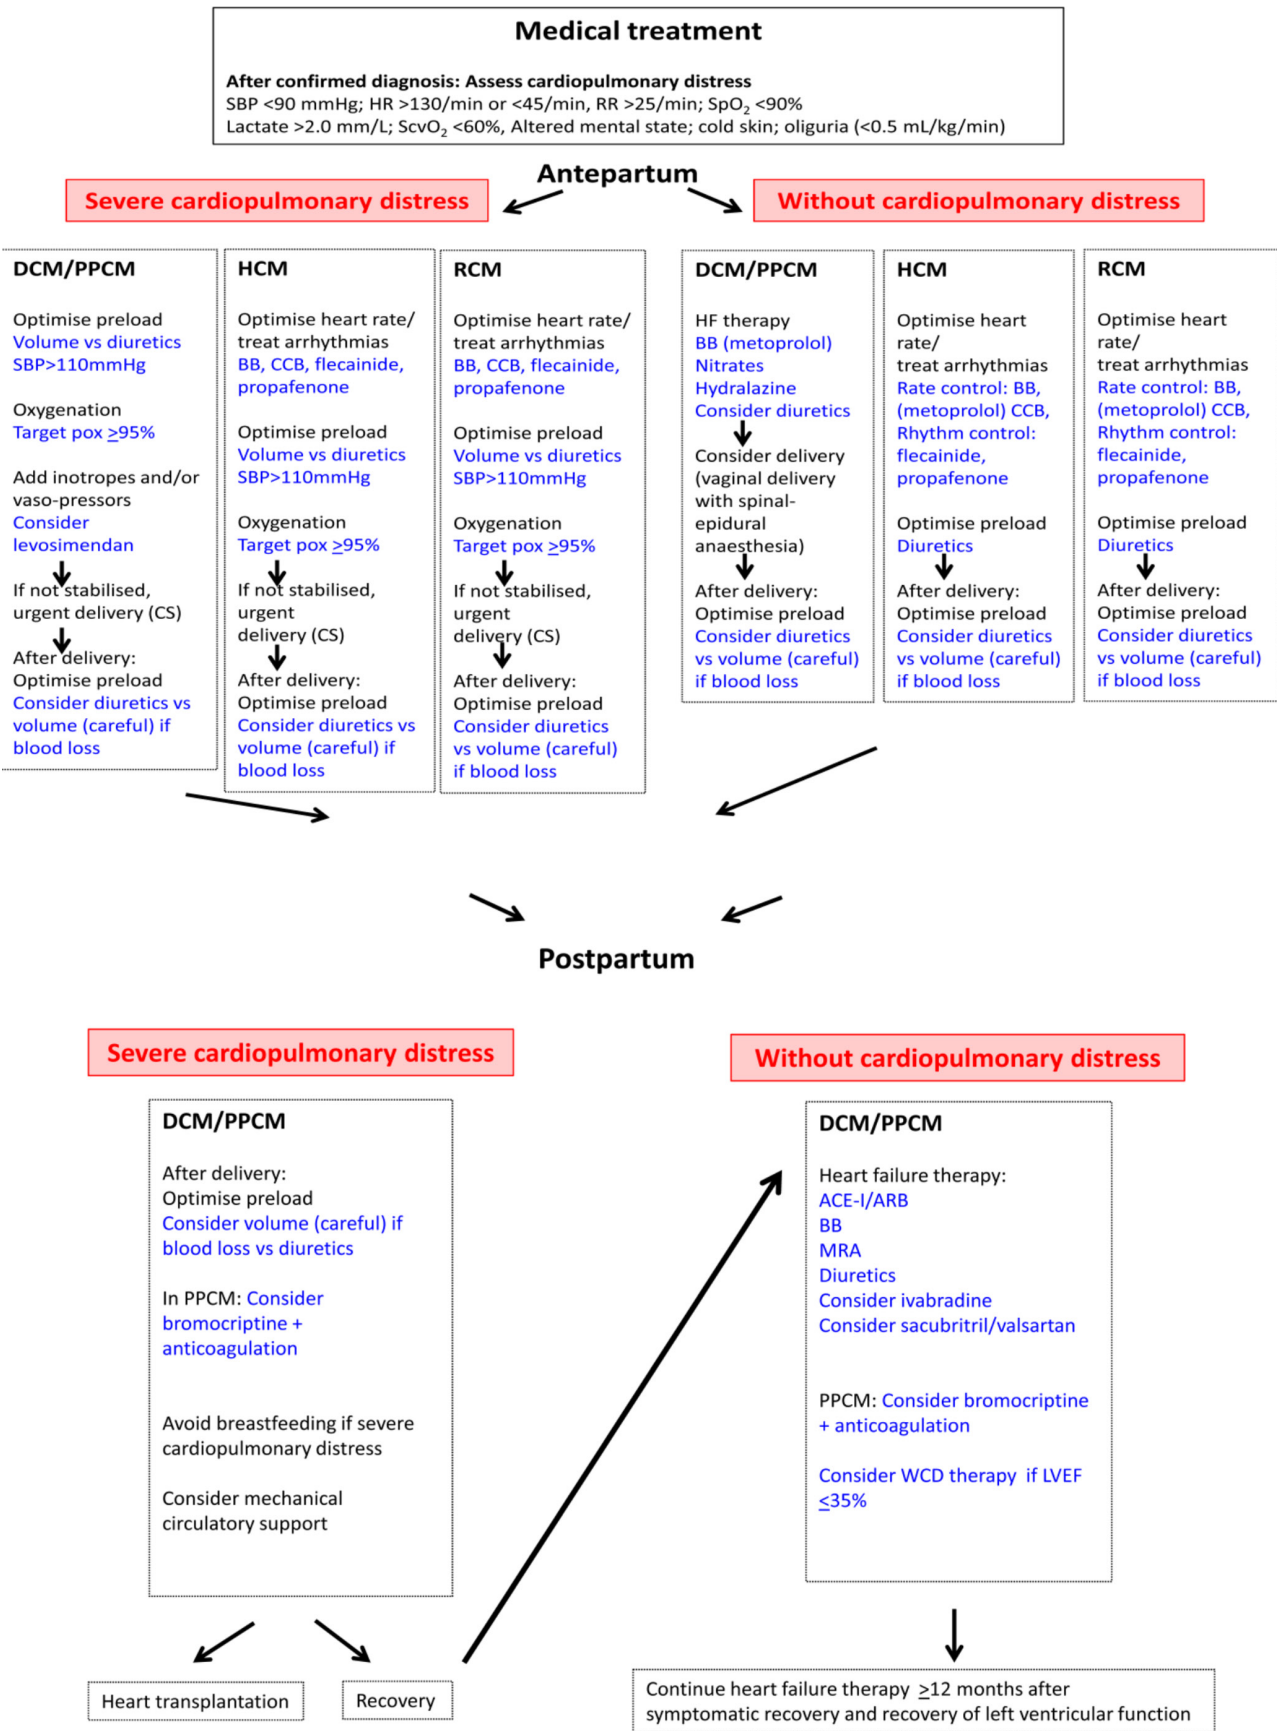 Medical treatment
After confirmed diagnosis: Assess cardiopulmonary distress
SBP <90 mmHg; HR >130/min or <45/min, RR >25/min; SpO₂ <90%
Lactate >2.0 mm/L; ScvO₂ <60%, Altered mental state; cold skin; oliguria (<0.5 mL/kg/min)
Antepartum
Severe cardiopulmonary distress
DCM/PPCM
Optimise preload
Volume vs diuretics
SBP>110mmHg
Oxygenation
Target pox ≥95%
Add inotropes and/or
vaso-pressors
Consider
levosimendan
If not stabilised,
urgent delivery (CS)
After delivery:
Optimise preload
Consider diuretics vs
volume (careful) if
blood loss
HCM
Optimise heart rate/
treat arrhythmias
BB, CCB, flecainide,
propafenone
Optimise preload
Volume vs diuretics
SBP>110mmHg
Oxygenation
Target pox ≥95%
If not stabilised,
urgent
delivery (CS)
After delivery:
Optimise preload
Consider diuretics vs
volume (careful) if
blood loss
RCM
Optimise heart rate/
treat arrhythmias
BB, CCB, flecainide,
propafenone
Optimise preload
Volume vs diuretics
SBP>110mmHg
Oxygenation
Target pox ≥95%
If not stabilised,
urgent
delivery (CS)
After delivery:
Optimise preload
Consider diuretics
vs volume (careful)
if blood loss
Without cardiopulmonary distress
DCM/PPCM
HF therapy
BB (metoprolol)
Nitrates
Hydralazine
Consider diuretics
Consider delivery
(vaginal delivery
with spinal-
epidural
anaesthesia)
After delivery:
Optimise preload
Consider diuretics
vs volume (careful)
if blood loss
HCM
Optimise heart
rate/
treat arrhythmias
Rate control: BB,
(metoprolol) CCB,
Rhythm control:
flecainide,
propafenone
Optimise preload
Diuretics
After delivery:
Optimise preload
Consider diuretics
vs volume (careful)
if blood loss
RCM
Optimise heart
rate/
treat arrhythmias
Rate control: BB,
(metoprolol) CCB,
Rhythm control:
flecainide,
propafenone
Optimise preload
Diuretics
After delivery:
Optimise preload
Consider diuretics
vs volume (careful)
if blood loss
Postpartum
Severe cardiopulmonary distress
DCM/PPCM
After delivery:
Optimise preload
Consider volume (careful) if
blood loss vs diuretics
In PPCM: Consider
bromocriptine +
anticoagulation
Avoid breastfeeding if severe
cardiopulmonary distress
Consider mechanical
circulatory support
Heart transplantation
Recovery
Without cardiopulmonary distress
DCM/PPCM
Heart failure therapy:
ACE-I/ARB
BB
MRA
Diuretics
Consider ivabradine
Consider sacubritril/valsartan
PPCM: Consider bromocriptine
+ anticoagulation
Consider WCD therapy if LVEF
≤35%
Continue heart failure therapy ≥12 months after
symptomatic recovery and recovery of left ventricular function